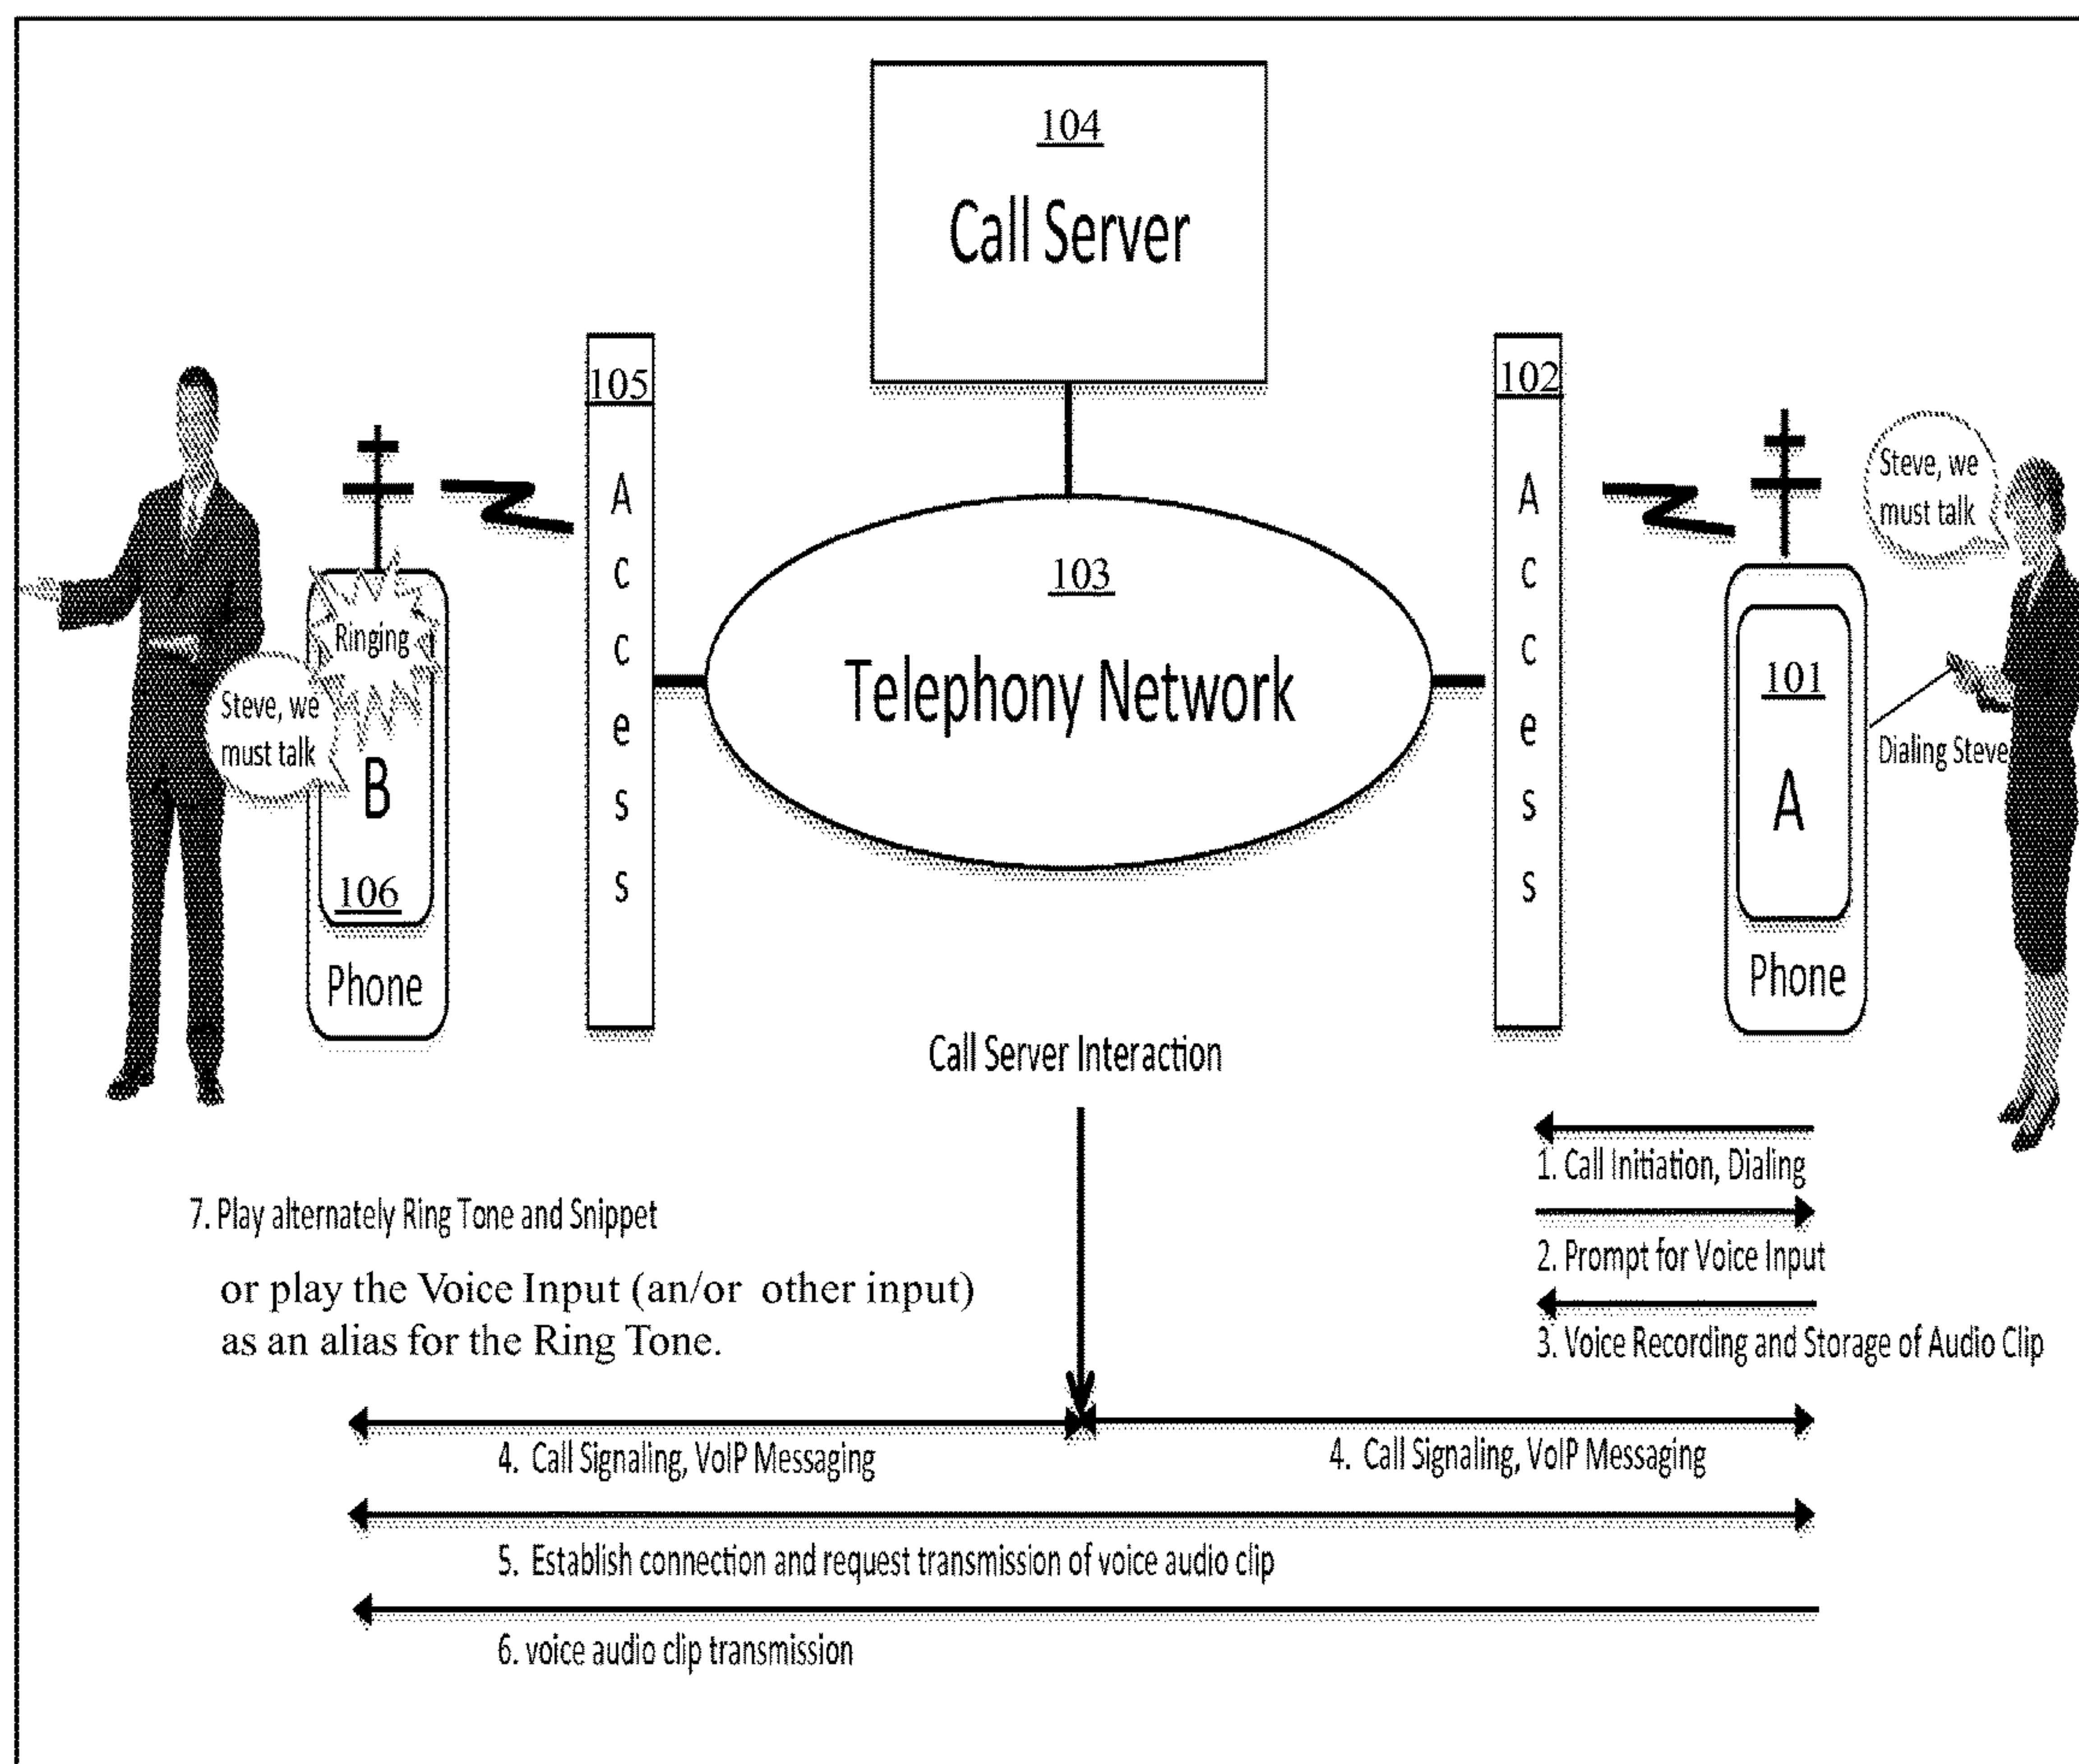 104
Call Server
105
102
A
c
c
e
s
s
A
c
c
e
s
s
Steve, we
must talk
103
Telephony Network
Ringing
Steve, we
must talk
B
106
Phone
101
A
Phone
Dialing Steve
Call Server Interaction
1. Call Initiation, Dialing
2. Prompt for Voice Input
3. Voice Recording and Storage of Audio Clip
7. Play alternately Ring Tone and Snippet
or play the Voice Input (an/or other input)
as an alias for the Ring Tone.
4. Call Signaling, VoIP Messaging
4. Call Signaling, VoIP Messaging
5. Establish connection and request transmission of voice audio clip
6. voice audio clip transmission